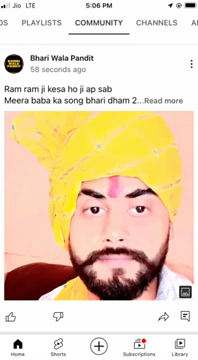 Jio LTE
5:06 PM
PLAYLISTS COMMUNITY CHANNELS
Bhari Wala Pandit
58 seconds ago
Ram ram ji kesa ho ji ap sab
Meera baba ka song bhari dham 2...Read more
Home Shorts Subscriptions Library